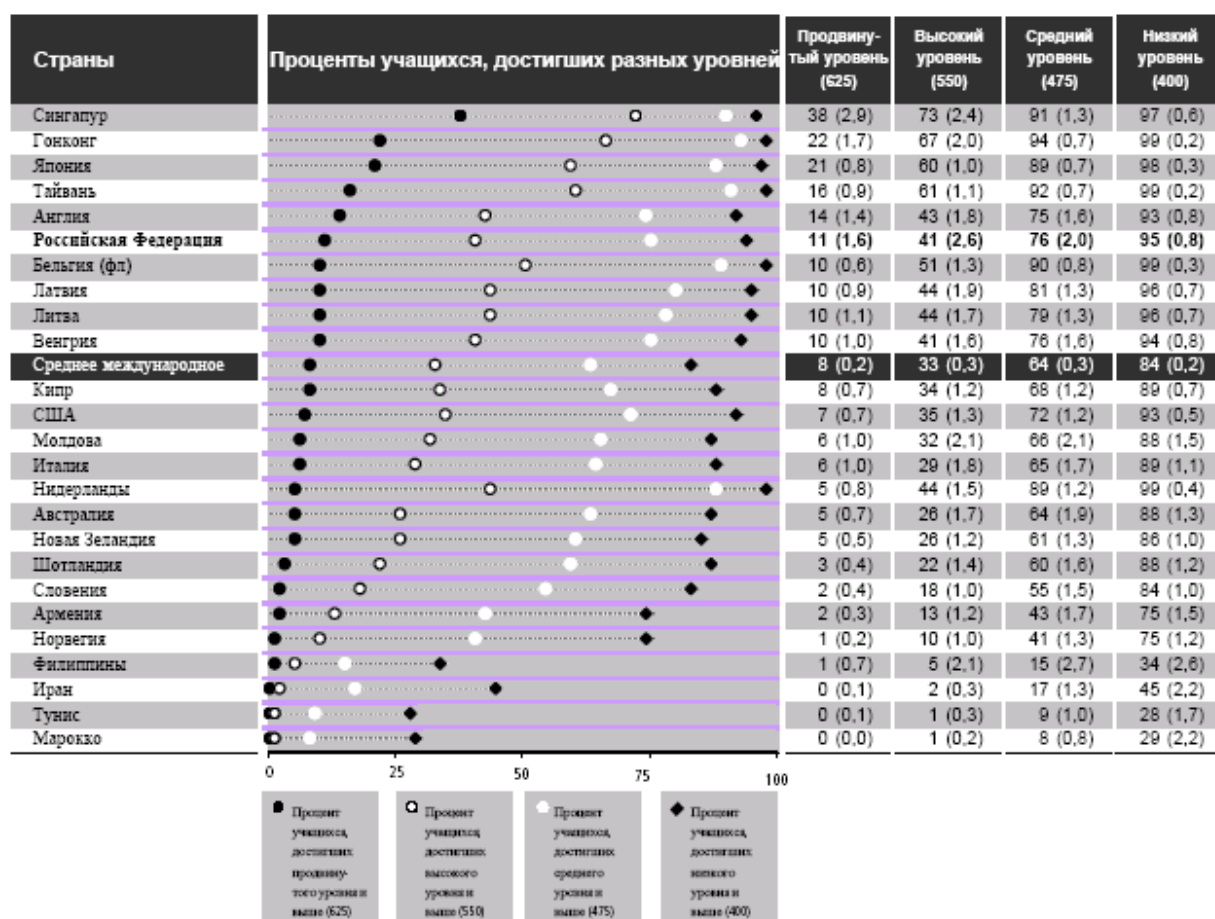 Страны Проценты учащихся, достигших разных уровней Продвину- Высокий Средний Низкий
тый уровень уровень уровень уровень
(625) (550) (475) (400)
Сингапур 38 (2,9) 73 (2,4) 91 (1,3) 97 (0,6)
Гонконг 22 (1,7) 67 (2,0) 94 (0,7) 99 (0,2)
Япония 21 (0,8) 60 (1,0) 89 (0,7) 98 (0,3)
Тайвань 16 (0,9) 61 (1,1) 92 (0,7) 99 (0,2)
Англия 14 (1,4) 43 (1,8) 75 (1,6) 93 (0,8)
Российская Федерация 11 (1,6) 41 (2,6) 76 (2,0) 95 (0,8)
Бельгия (фл) 10 (0,6) 51 (1,3) 90 (0,8) 99 (0,3)
Латвия 10 (0,9) 44 (1,9) 81 (1,3) 96 (0,7)
Литва 10 (1,1) 44 (1,7) 79 (1,3) 96 (0,7)
Венгрия 10 (1,0) 41 (1,6) 76 (1,6) 94 (0,8)
Среднее международное 8 (0,2) 33 (0,3) 64 (0,3) 84 (0,2)
Кипр 8 (0,7) 34 (1,2) 68 (1,2) 89 (0,7)
США 7 (0,7) 35 (1,3) 72 (1,2) 93 (0,5)
Молдова 6 (1,0) 32 (2,1) 66 (2,1) 88 (1,5)
Италия 6 (1,0) 29 (1,8) 65 (1,7) 89 (1,1)
Нидерланды 5 (0,8) 44 (1,5) 89 (1,2) 99 (0,4)
Австралия 5 (0,7) 26 (1,7) 64 (1,9) 88 (1,3)
Новая Зеландия 5 (0,5) 26 (1,2) 61 (1,3) 86 (1,0)
Шотландия 3 (0,4) 22 (1,4) 60 (1,6) 88 (1,2)
Словения 2 (0,4) 18 (1,0) 55 (1,5) 84 (1,0)
Армения 2 (0,3) 13 (1,2) 43 (1,7) 75 (1,5)
Норвегия 1 (0,2) 10 (1,0) 41 (1,3) 75 (1,2)
Филиппины 1 (0,7) 5 (2,1) 15 (2,7) 34 (2,6)
Иран 0 (0,1) 2 (0,3) 17 (1,3) 45 (2,2)
Тунис 0 (0,1) 1 (0,3) 9 (1,0) 28 (1,7)
Марокко 0 (0,0) 1 (0,2) 8 (0,8) 29 (2,2)
0 25 50 75 100
Процент
учащихся,
достигших
продвину-
того уровня и
выше (625)
Процент
учащихся,
достигших
высокого
уровня и
выше (550)
Процент
учащихся,
достигших
среднего
уровня и
выше (475)
Процент
учащихся,
достигших
низкого
уровня и
выше (400)